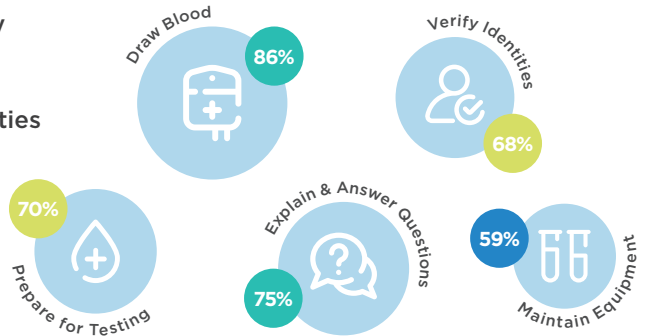 Draw Blood
86%
Verify Identities
68%
70%
Prepare for Testing
Explain & Answer Questions
75%
59%
Maintain Equipment